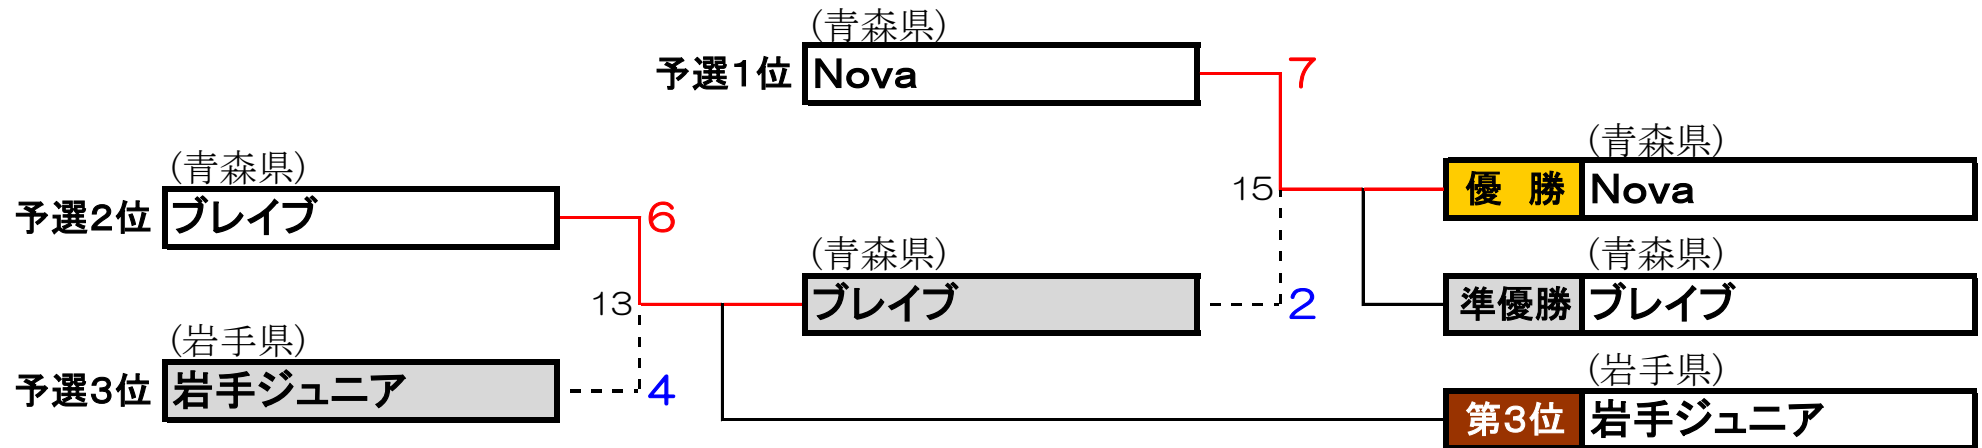 (青森県)
予選1位 Nova 7
(青森県)
優 勝 Nova
15
(青森県)
予選2位 ブレイブ 6
(青森県)
ブレイブ 2
13
(青森県)
準優勝 ブレイブ
(岩手県)
予選3位 岩手ジュニア 4
(岩手県)
第3位 岩手ジュニア